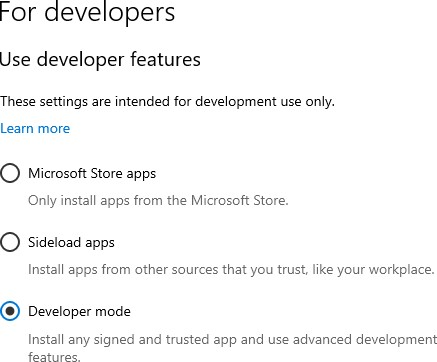 For developers
Use developer features
These settings are intended for development use only.
Learn more
Microsoft Store apps
Only install apps from the Microsoft Store.
Sideload apps
Install apps from other sources that you trust, like your workplace.
Developer mode
Install any signed and trusted app and use advanced development
features.